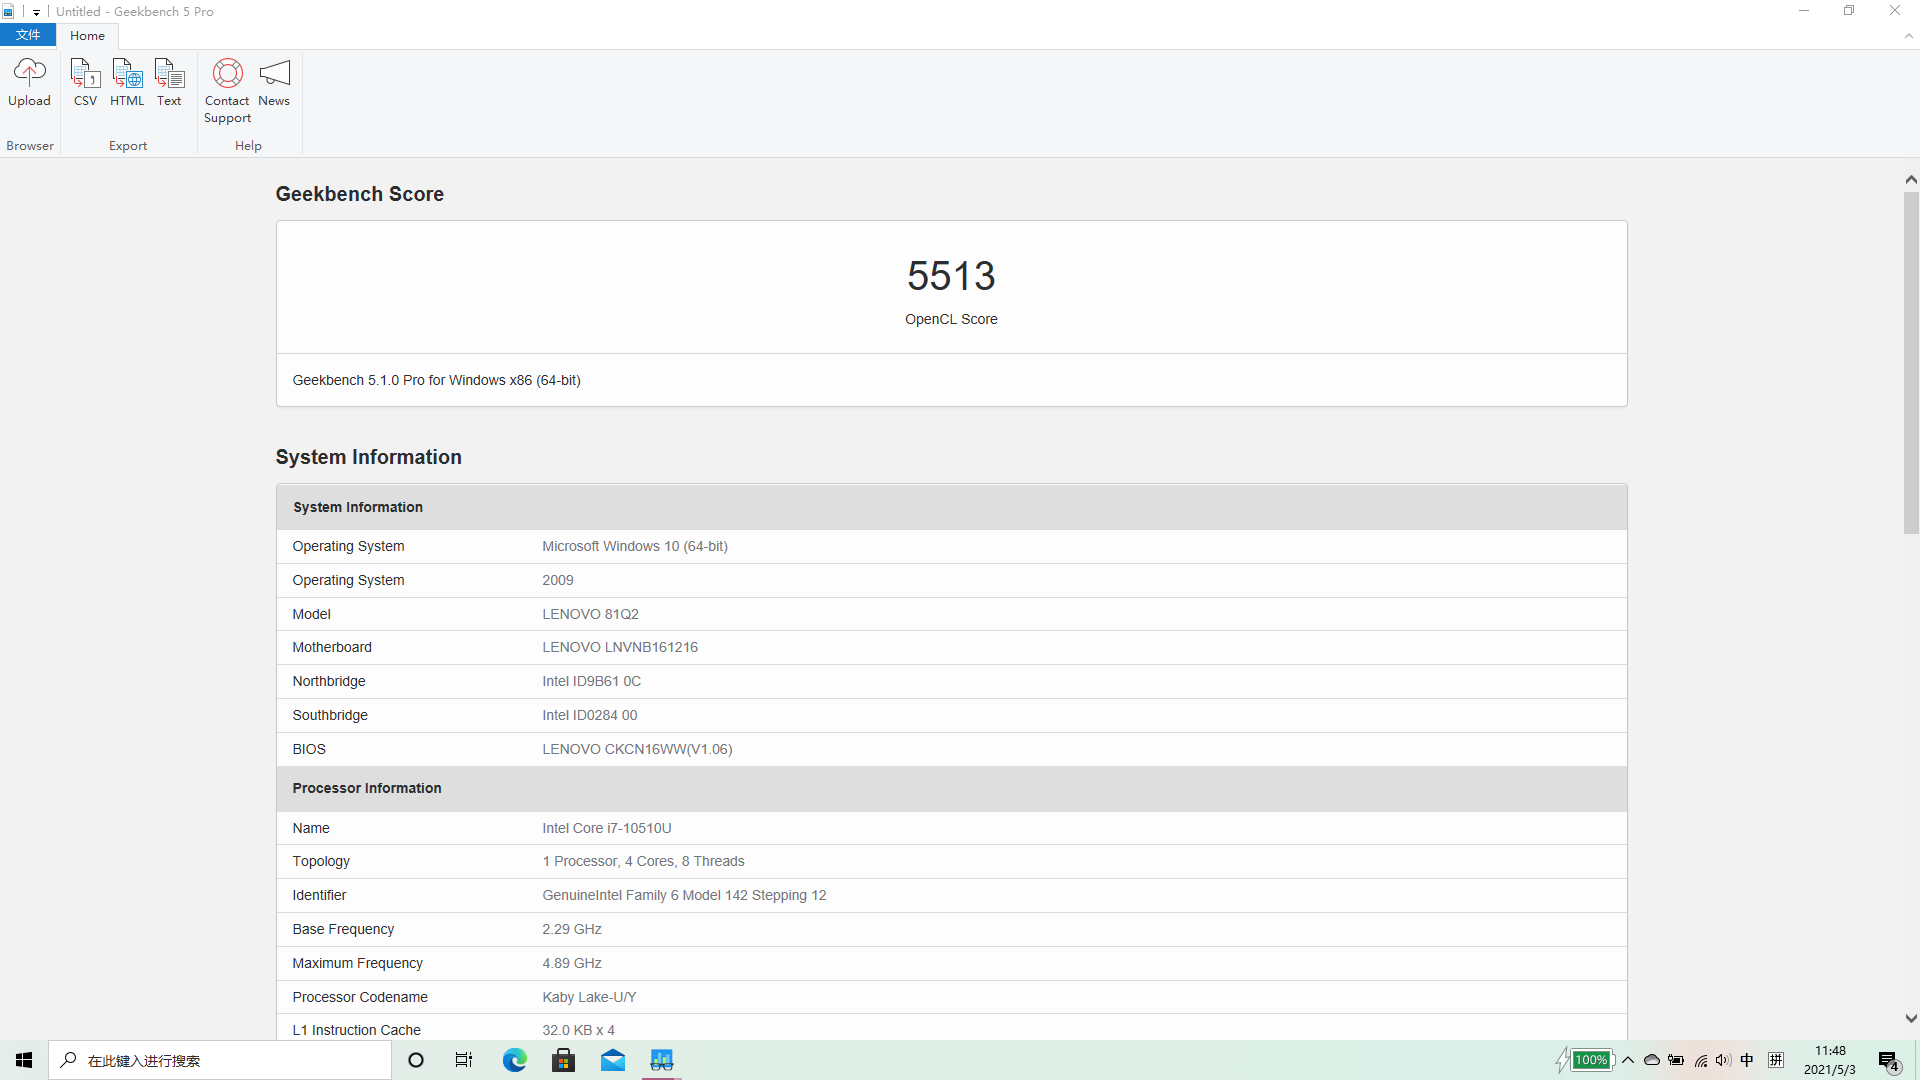 Untitled - Geekbench 5 Pro
文件
Home
Upload
CSV
HTML
Text
Contact Support
News
Browser
Export
Help
Geekbench Score
5513
OpenCL Score
Geekbench 5.1.0 Pro for Windows x86 (64-bit)
System Information
System Information
Operating System Microsoft Windows 10 (64-bit)
Operating System 2009
Model LENOVO 81Q2
Motherboard LENOVO LNVNB161216
Northbridge Intel ID9B61 0C
Southbridge Intel ID0284 00
BIOS LENOVO CKCN16WW(V1.06)
Processor Information
Name Intel Core i7-10510U
Topology 1 Processor, 4 Cores, 8 Threads
Identifier GenuineIntel Family 6 Model 142 Stepping 12
Base Frequency 2.29 GHz
Maximum Frequency 4.89 GHz
Processor Codename Kaby Lake-U/Y
L1 Instruction Cache 32.0 KB x 4
在此键入进行搜索
100%
中
拼
11:48
2021/5/3
4